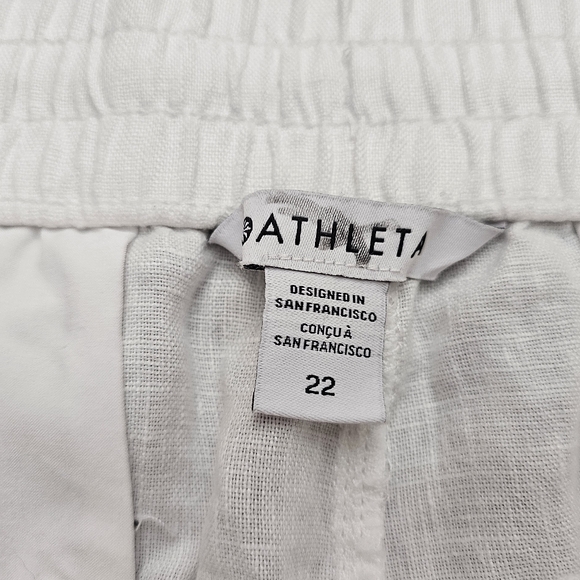 ATHLETA
DESIGNED IN
SAN FRANCISCO
CONÇU À
SAN FRANCISCO
22